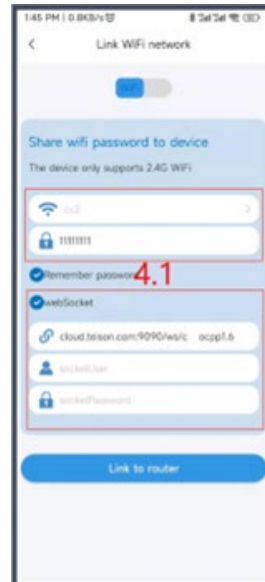 1:45 PM | 0.8KB/s
Link WiFi network
Share wifi password to device
The device only supports 2.4G WiFi
11111111
Remember password
4.1
webSocket
cloud.teison.com:9090/ws/c ocpp1.6
socketUser
socketPassword
Link to router